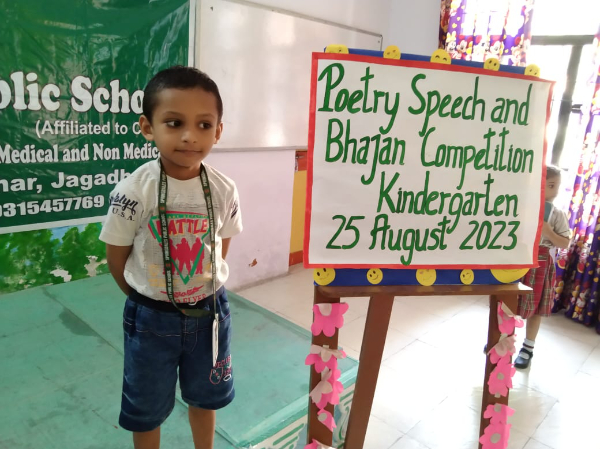 blic Scho
(Affiliated to C
Medical and Non Medic
nar, Jagadh
9315457769
Poetry Speech and
Bhajan Competition
Kindergarten
25 August 2023
U.S.A.